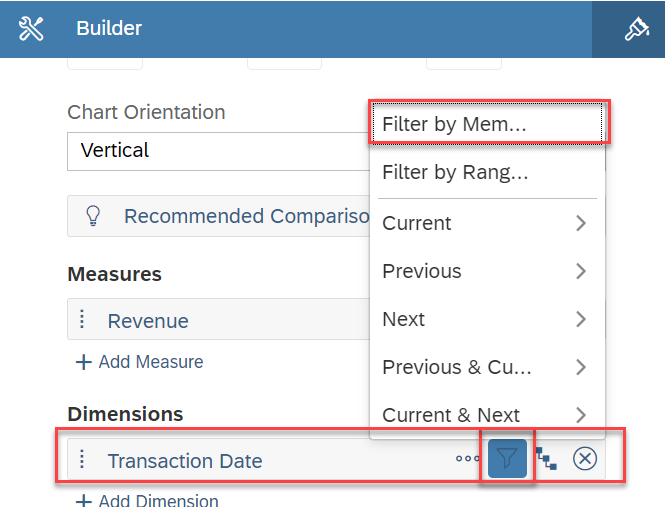 Builder
Chart Orientation
Vertical
Recommended Compariso
Measures
Revenue
Add Measure
Dimensions
Transaction Date
Add Dimension
Filter by Mem...
Filter by Rang...
Current
Previous
Next
Previous & Cu...
Current & Next